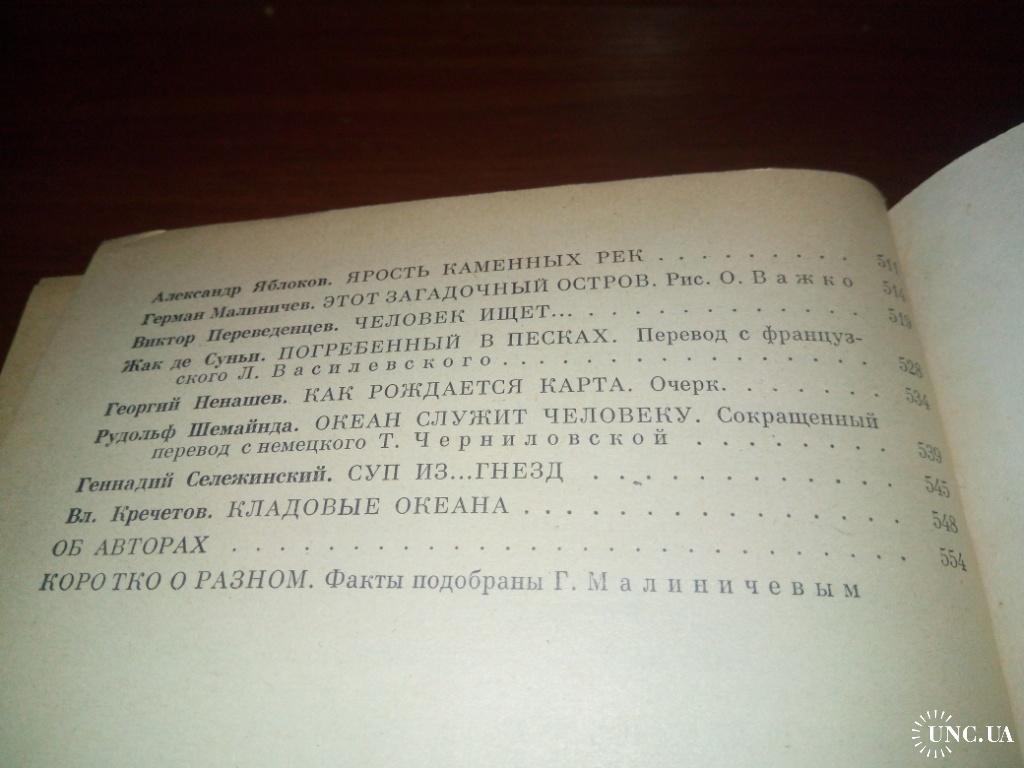 Александр Яблоков. ЯРОСТЬ КАМЕННЫХ РЕК . . . . . . . . . 511
Герман Малиничев. ЭТОТ ЗАГАДОЧНЫЙ ОСТРОВ. Рис. О. Важко 514
Виктор Переведенцев. ЧЕЛОВЕК ИЩЕТ... . . . . . . . . . . 519
Жак де Суньи. ПОГРЕБЕННЫЙ В ПЕСКАХ. Перевод с француз-
ского Л. Василевского . . . . . . . . . . . . . . . 528
Георгий Ненашев. КАК РОЖДАЕТСЯ КАРТА. Очерк. . . . . . . 534
Рудольф Шемайнда. ОКЕАН СЛУЖИТ ЧЕЛОВЕКУ. Сокращенный
перевод с немецкого Т. Черниловской . . . . . . . . 539
Геннадий Сележинский. СУП ИЗ...ГНЕЗД . . . . . . . . . . . 545
Вл. Кречетов. КЛАДОВЫЕ ОКЕАНА . . . . . . . . . . . . . . 548
ОБ АВТОРАХ . . . . . . . . . . . . . . . . . . . . . . . . 554
КОРОТКО О РАЗНОМ. Факты подобраны Г. Малиничевым
UNC.UA